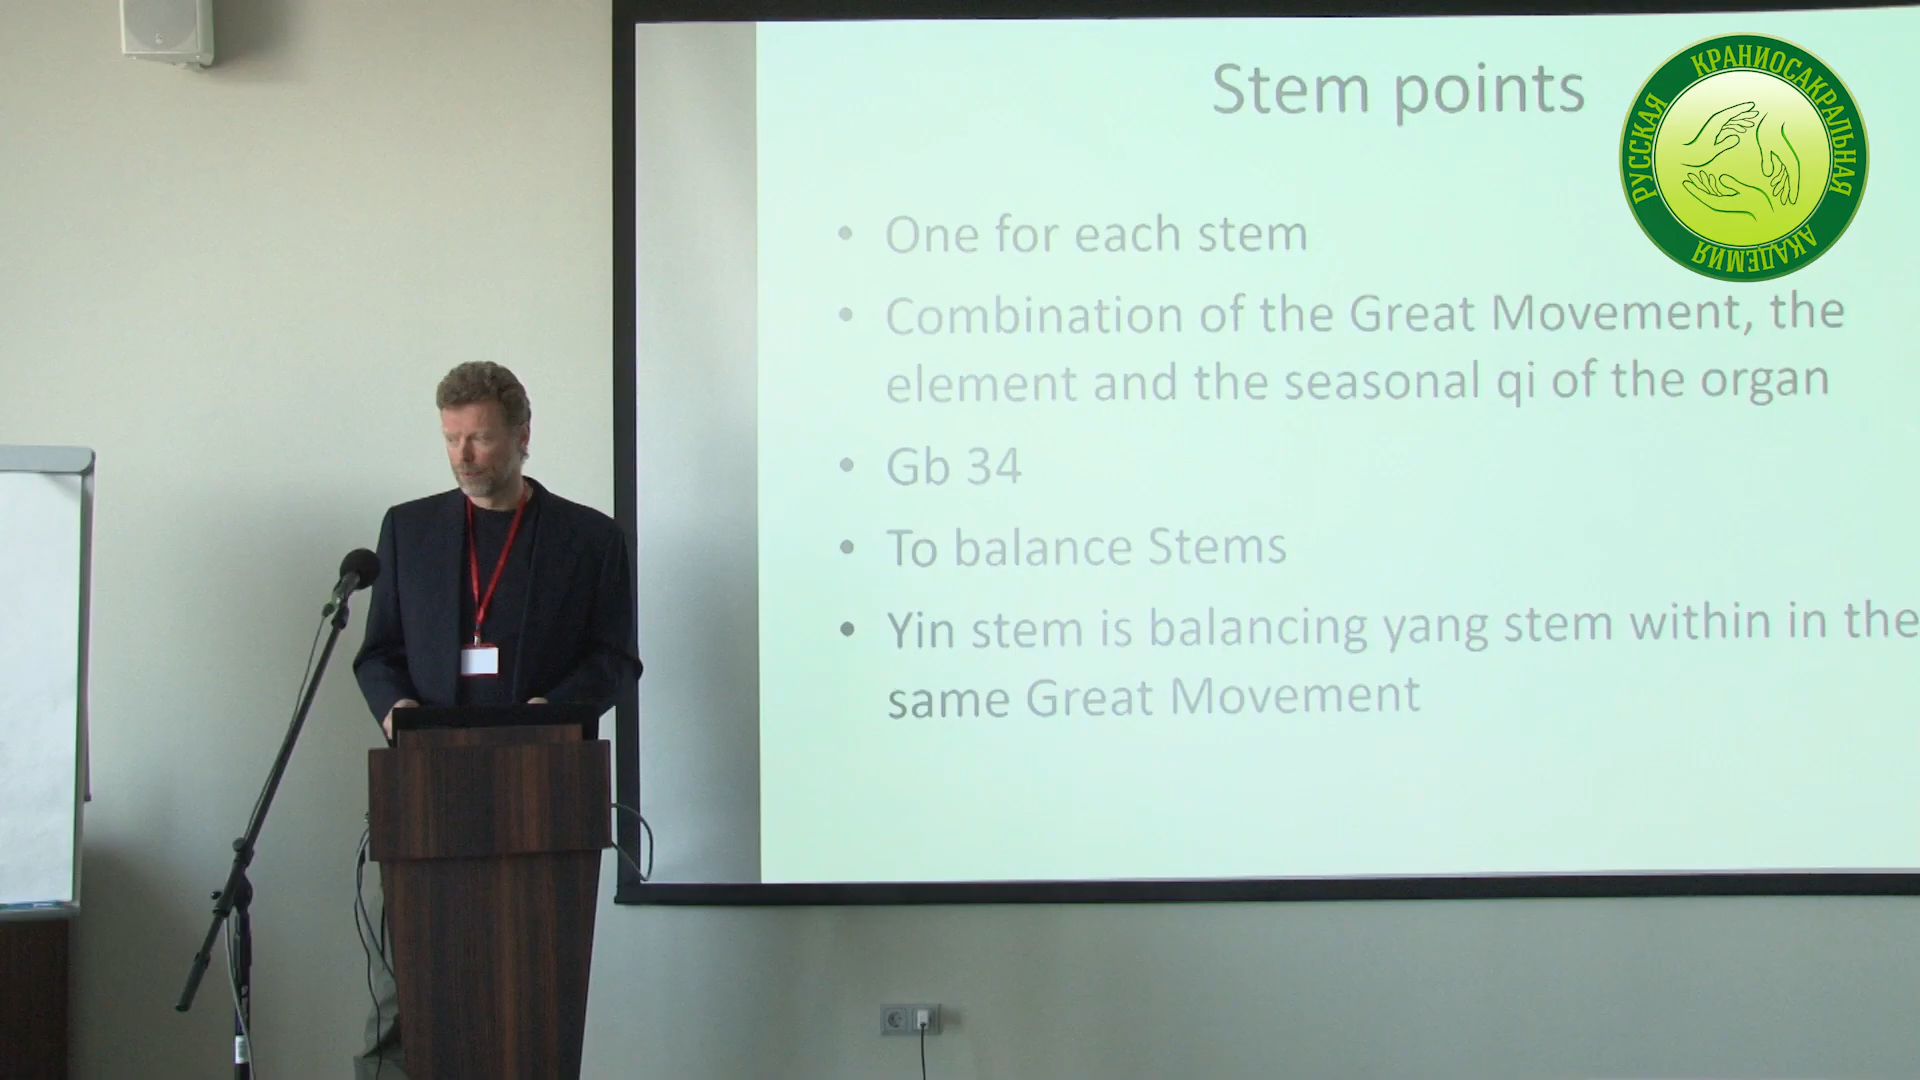 Stem points
РУССКАЯ КРАНИОСАКРАЛЬНАЯ АКАДЕМИЯ
• One for each stem
• Combination of the Great Movement, the
element and the seasonal qi of the organ
• Gb 34
• To balance Stems
• Yin stem is balancing yang stem within in the
same Great Movement